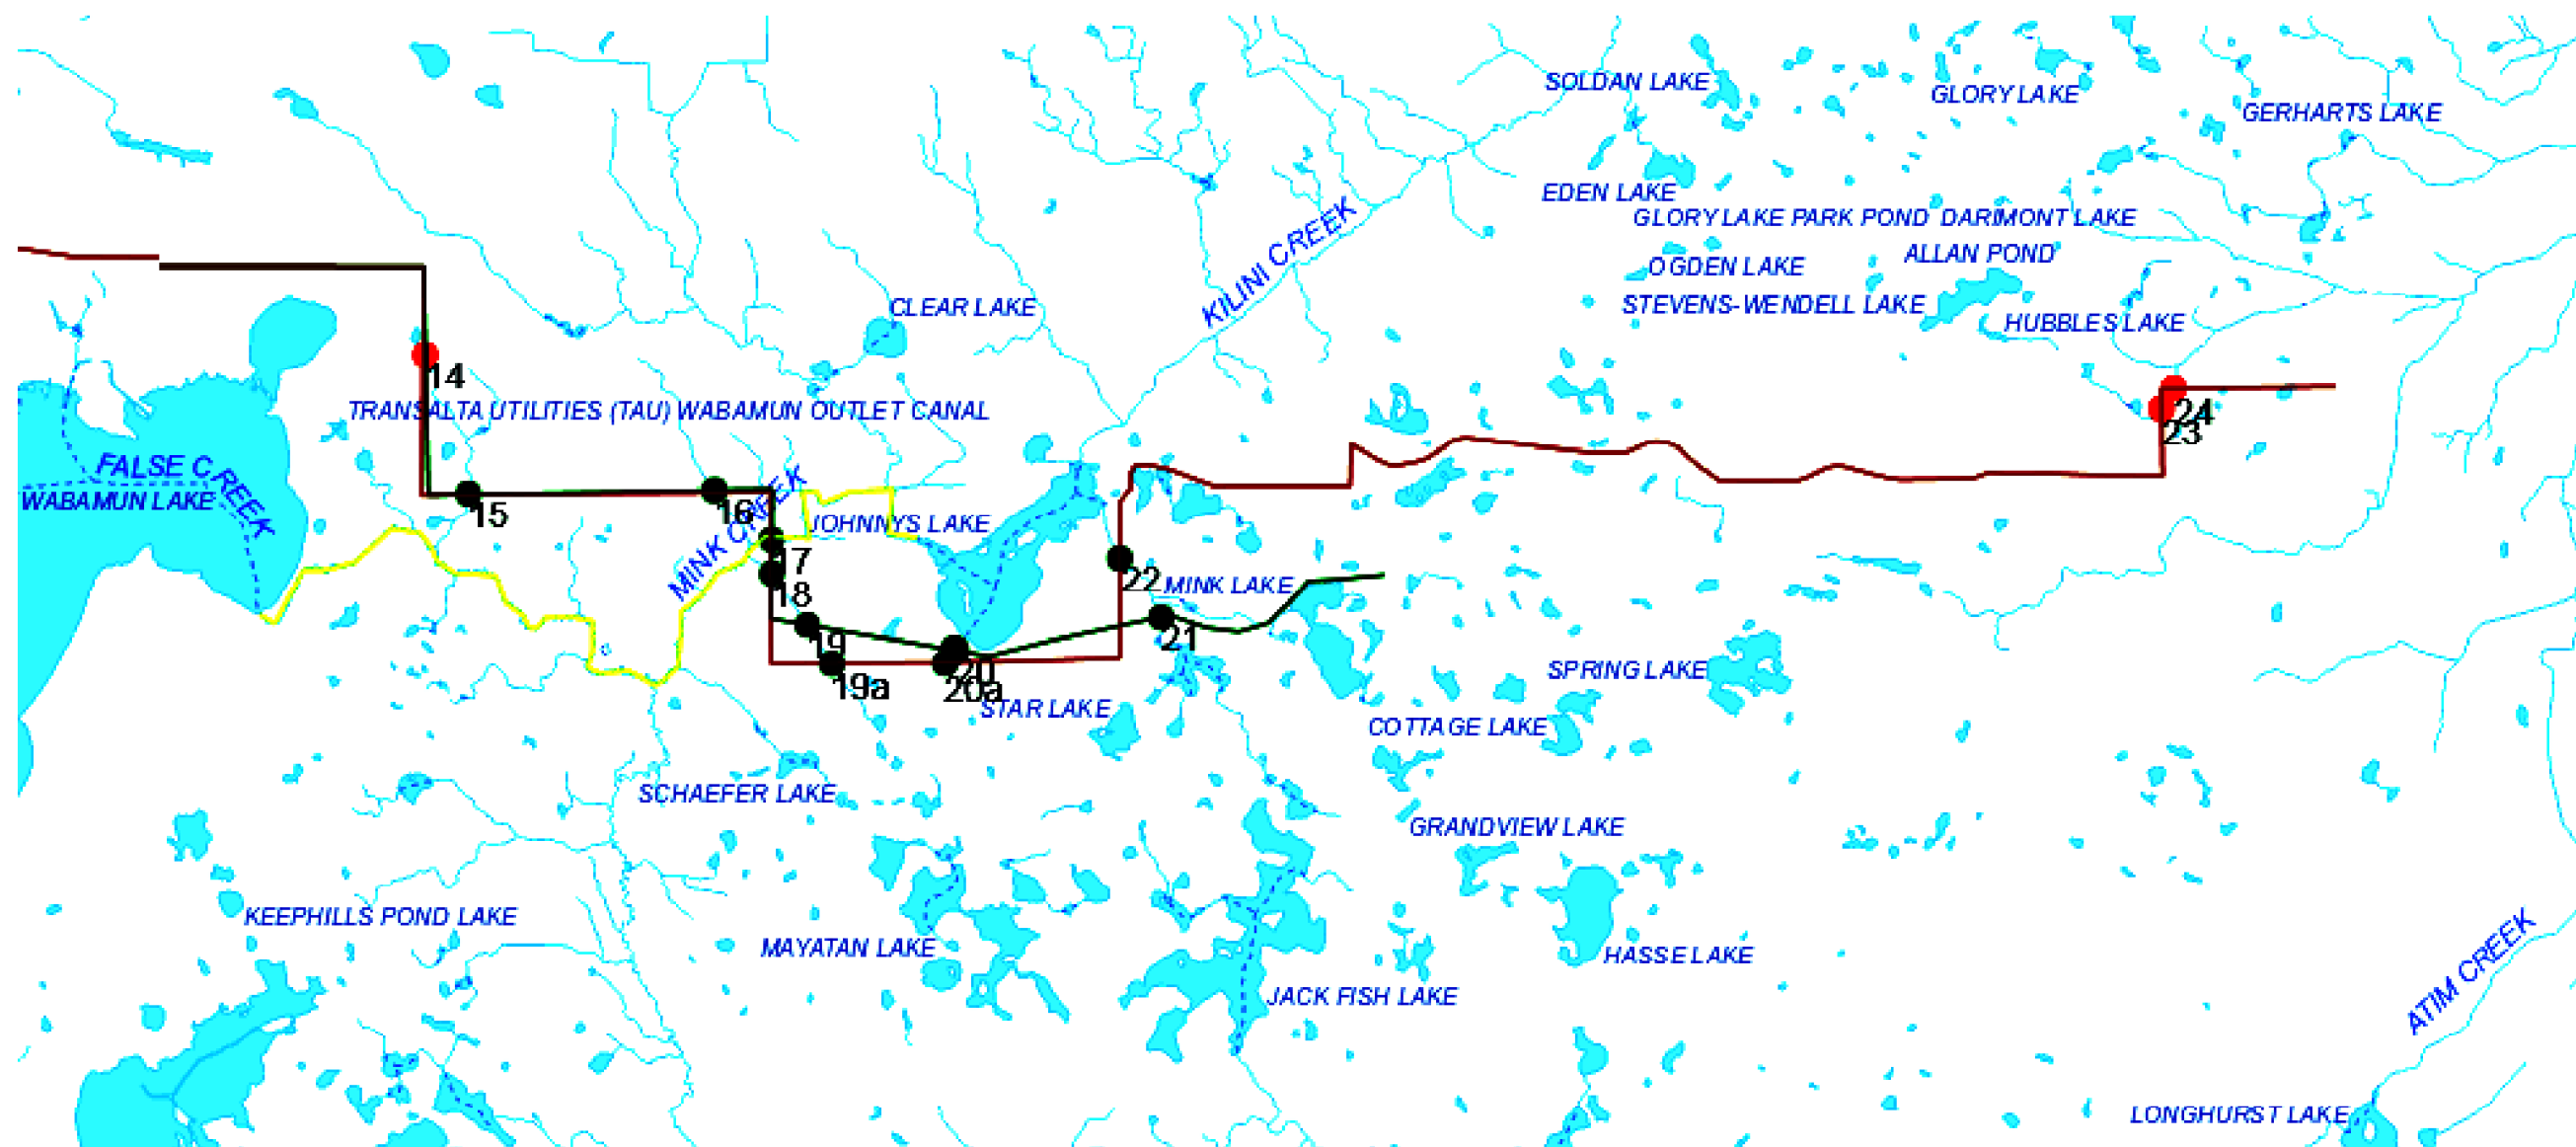 SOLDAN LAKE
GLORY LAKE
GERHARTS LAKE
EDEN LAKE
GLORY LAKE PARK POND
DARIMONT LAKE
KILINI CREEK
ALLAN POND
OGDEN LAKE
STEVENS-WENDELL LAKE
HUBBLES LAKE
CLEAR LAKE
14
TRANSALTA UTILITIES (TAU) WABAMUN OUTLET CANAL
24
23
FALSE CREEK
WABAMUN LAKE
15
16
MINK CREEK
JOHNNYS LAKE
17
18
22
MINK LAKE
19
21
20
19a
20a
STAR LAKE
SPRING LAKE
COTTAGE LAKE
SCHAEFER LAKE
GRANDVIEW LAKE
KEEPHILLS POND LAKE
MAYATAN LAKE
HASSE LAKE
JACK FISH LAKE
ATIM CREEK
LONGHURST LAKE